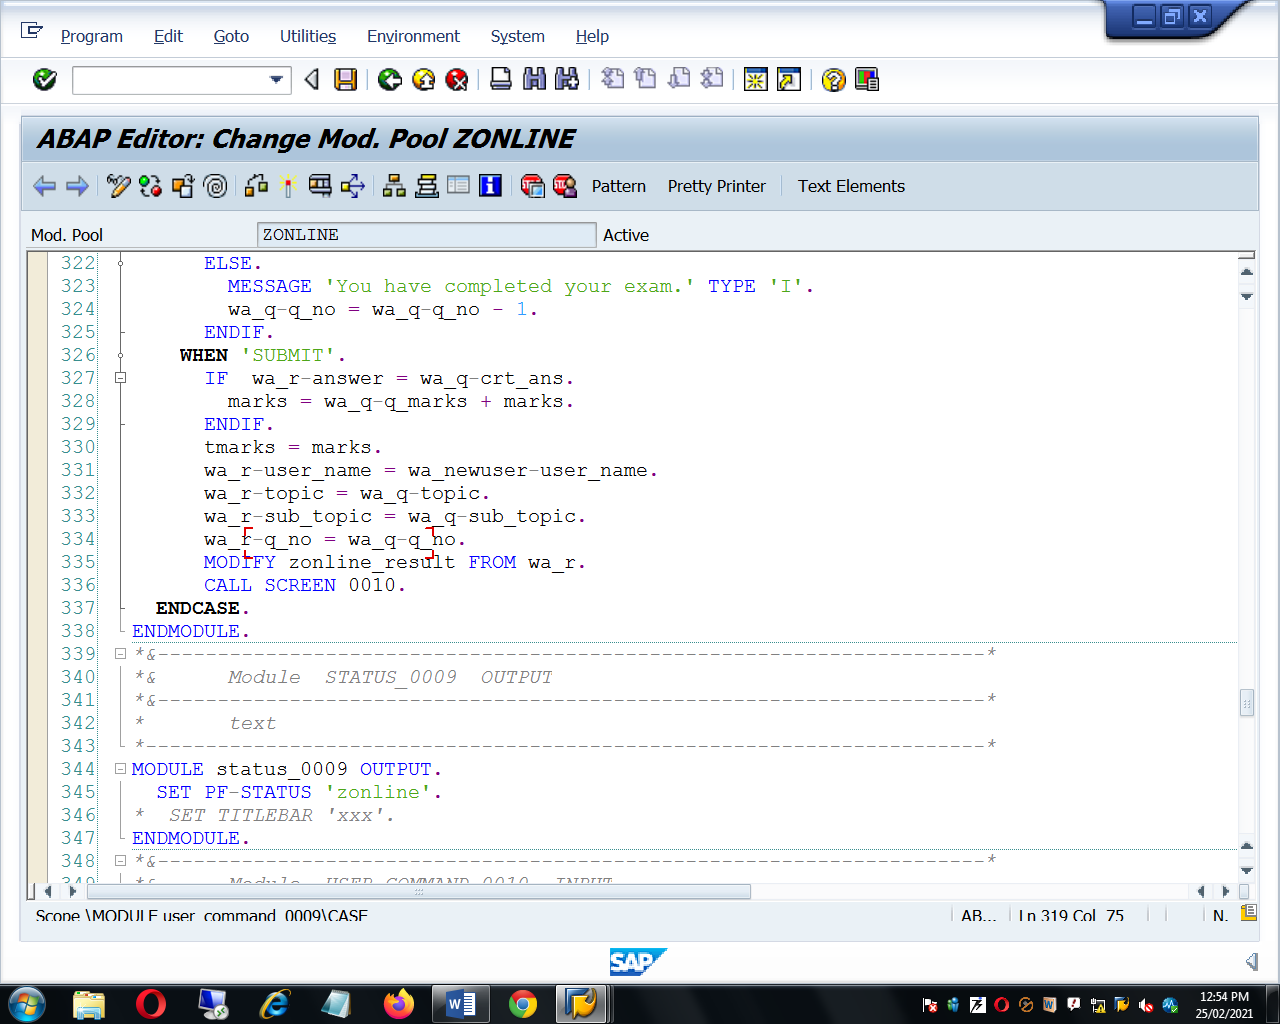 Program Edit Goto Utilities Environment System Help
ABAP Editor: Change Mod. Pool ZONLINE
Pattern Pretty Printer Text Elements
Mod. Pool ZONLINE Active
322 ELSE.
323 MESSAGE 'You have completed your exam.' TYPE 'I'.
324 wa_q-q_no = wa_q-q_no - 1.
325 ENDIF.
326 WHEN 'SUBMIT'.
327 IF wa_r-answer = wa_q-crt_ans.
328 marks = wa_q-q_marks + marks.
329 ENDIF.
330 tmarks = marks.
331 wa_r-user_name = wa_newuser-user_name.
332 wa_r-topic = wa_q-topic.
333 wa_r-sub_topic = wa_q-sub_topic.
334 wa_r-q_no = wa_q-q_no.
335 MODIFY zonline_result FROM wa_r.
336 CALL SCREEN 0010.
337 ENDCASE.
338 ENDMODULE.
339 *&---------------------------------------------------------------------*
340 *& Module STATUS_0009 OUTPUT
341 *&---------------------------------------------------------------------*
342 * text
343 *----------------------------------------------------------------------*
344 MODULE status_0009 OUTPUT.
345 SET PF-STATUS 'zonline'.
346 * SET TITLEBAR 'xxx'.
347 ENDMODULE.
348 *&---------------------------------------------------------------------*
349 *& Module USER_COMMAND_0010 INPUT
Scope \MODULE user_command_0009\CASE AB... Ln 319 Col 75 N.
SAP
12:54 PM
25/02/2021